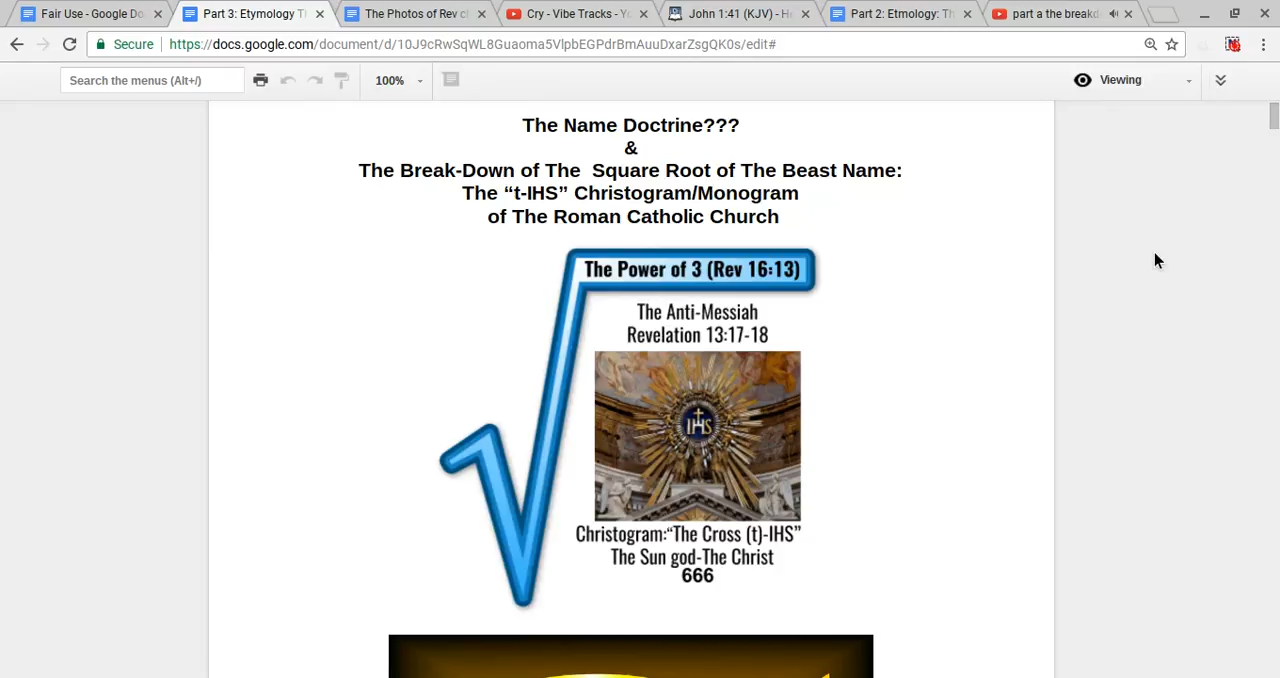 Fair Use - Google Do
Part 3: Etymology T
The Photos of Rev c
Cry - Vibe Tracks - Yo
John 1:41 (KJV) - H
Part 2: Etmology: Th
part a the breakd
Secure
https://docs.google.com/document/d/10J9cRwSqWL8Guaoma5VlpbEGPdrBmAuuDxarZsgQK0s/edit#
Search the menus (Alt+/)
100%
Viewing
The Name Doctrine???
&
The Break-Down of The Square Root of The Beast Name:
The “t-IHS” Christogram/Monogram
of The Roman Catholic Church
The Power of 3 (Rev 16:13)
The Anti-Messiah
Revelation 13:17-18
IHS
Christogram:“The Cross (t)-IHS”
The Sun god-The Christ
666